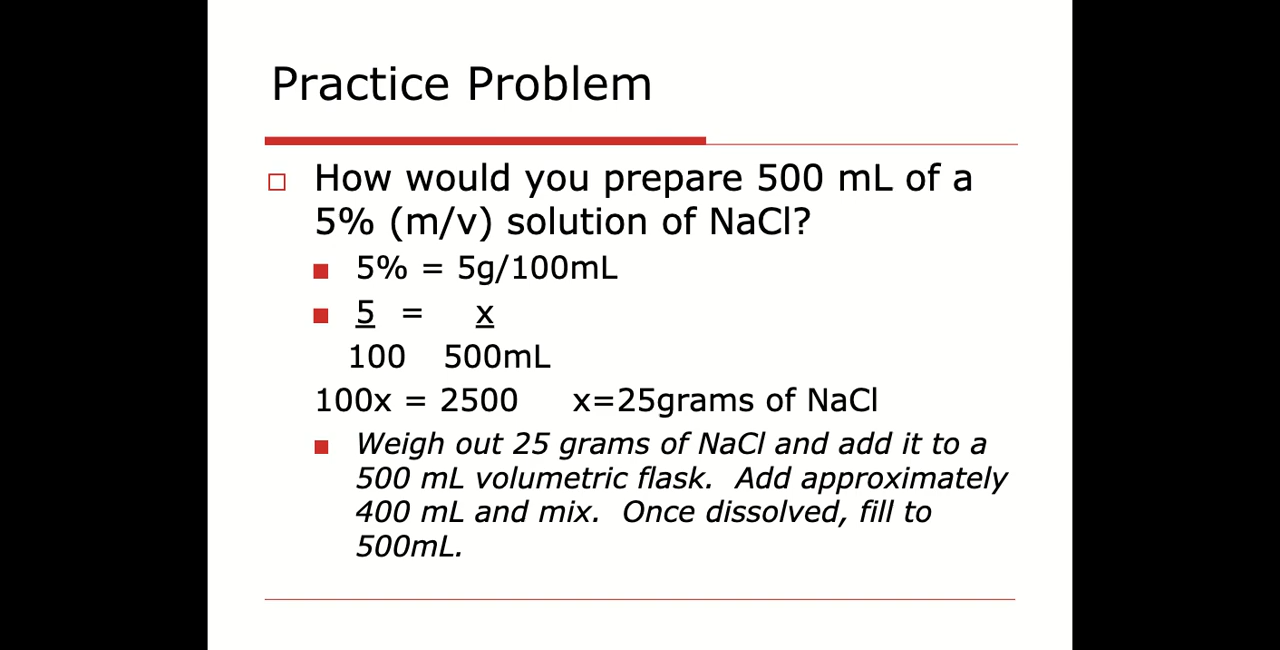 Practice Problem
How would you prepare 500 mL of a
5% (m/v) solution of NaCl?
5% = 5g/100mL
5 = x
100 500mL
100x = 2500 x=25grams of NaCl
Weigh out 25 grams of NaCl and add it to a
500 mL volumetric flask. Add approximately
400 mL and mix. Once dissolved, fill to
500mL.